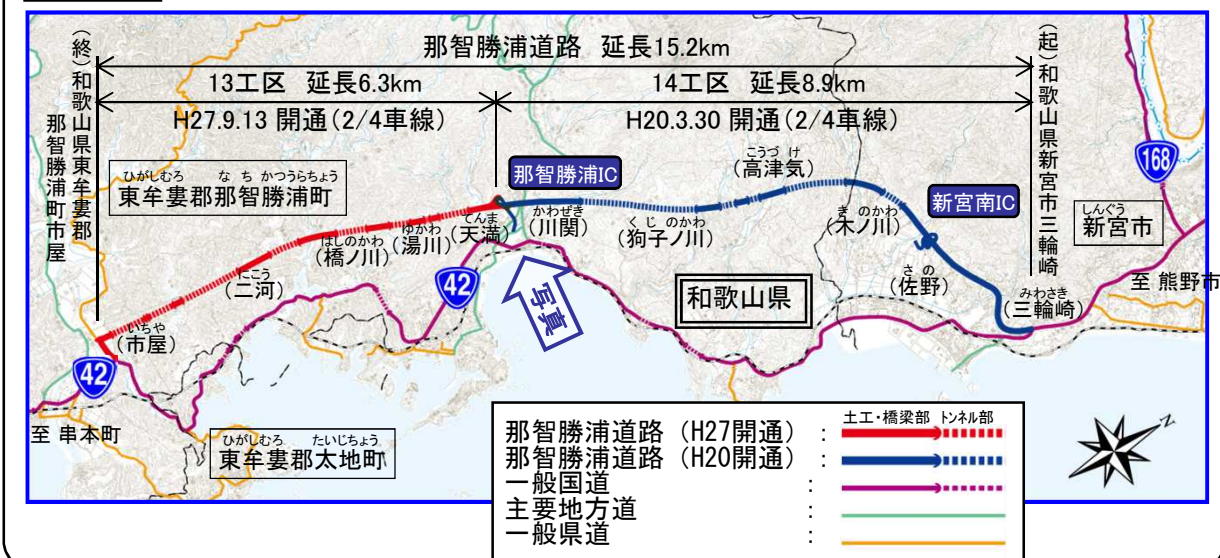 那智勝浦道路 延長15.2km
13工区 延長6.3km
14工区 延長8.9km
H27.9.13 開通(2/4車線)
H20.3.30 開通(2/4車線)
(終)和歌山県東牟婁郡
那智勝浦町市屋
(起)和歌山県新宮市三輪崎
ひがしむろ な ち かつうらちょう
東牟婁郡那智勝浦町
那智勝浦IC
新宮南IC
168
しんぐう
新宮市
至 熊野市
こうづ け
(高津気)
き のかわ
(木ノ川)
くじ のかわ
(狗子ノ川)
かわぜき
(川関)
てんま
(天満)
ゆかわ
(湯川)
はしのかわ
(橋ノ川)
にこう
(二河)
いちや
(市屋)
さ の
(佐野)
みわさき
(三輪崎)
42
写真
和歌山県
42
至 串本町
ひがしむろ たいじちょう
東牟婁郡太地町
土工・橋梁部 トンネル部
那智勝浦道路 (H27開通) :
那智勝浦道路 (H20開通) :
一般国道 :
主要地方道 :
一般県道 :
N